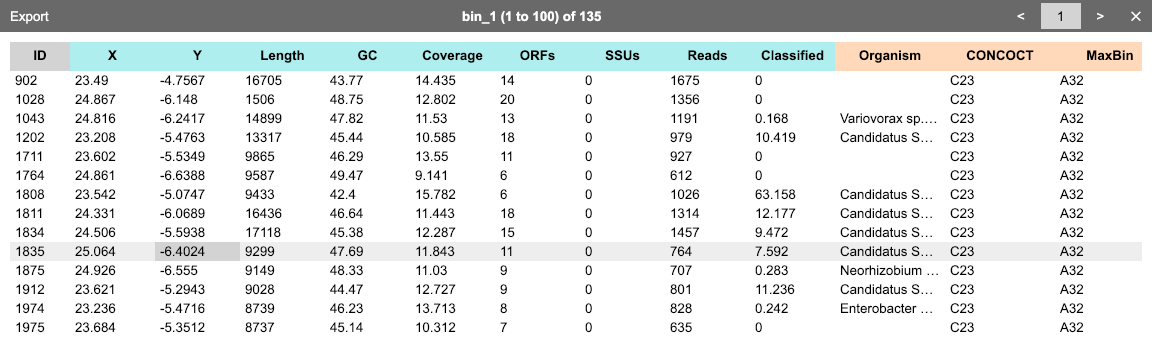 Export bin_1 (1 to 100) of 135 < 1 > ×
ID X Y Length GC Coverage ORFs SSUs Reads Classified Organism CONCOCT MaxBin
902 23.49 -4.7567 16705 43.77 14.435 14 0 1675 0 C23 A32
1028 24.867 -6.148 1506 48.75 12.802 20 0 1356 0 C23 A32
1043 24.816 -6.2417 14899 47.82 11.53 13 0 1191 0.168 Variovorax sp.... C23 A32
1202 23.208 -5.4763 13317 45.44 10.585 18 0 979 10.419 Candidatus S... C23 A32
1711 23.602 -5.5349 9865 46.29 13.55 11 0 927 0 C23 A32
1764 24.861 -6.6388 9587 49.47 9.141 6 0 612 0 C23 A32
1808 23.542 -5.0747 9433 42.4 15.782 6 0 1026 63.158 Candidatus S... C23 A32
1811 24.331 -6.0689 16436 46.64 11.443 18 0 1314 12.177 Candidatus S... C23 A32
1834 24.506 -5.5938 17118 45.38 12.287 15 0 1457 9.472 Candidatus S... C23 A32
1835 25.064 -6.4024 9299 47.69 11.843 11 0 764 7.592 Candidatus S... C23 A32
1875 24.926 -6.555 9149 48.33 11.03 9 0 707 0.283 Neorhizobium ... C23 A32
1912 23.621 -5.2943 9028 44.47 12.727 9 0 801 11.236 Candidatus S... C23 A32
1974 23.236 -5.4716 8739 46.23 13.713 8 0 828 0.242 Enterobacter ... C23 A32
1975 23.684 -5.3512 8737 45.14 10.312 7 0 635 0 C23 A32